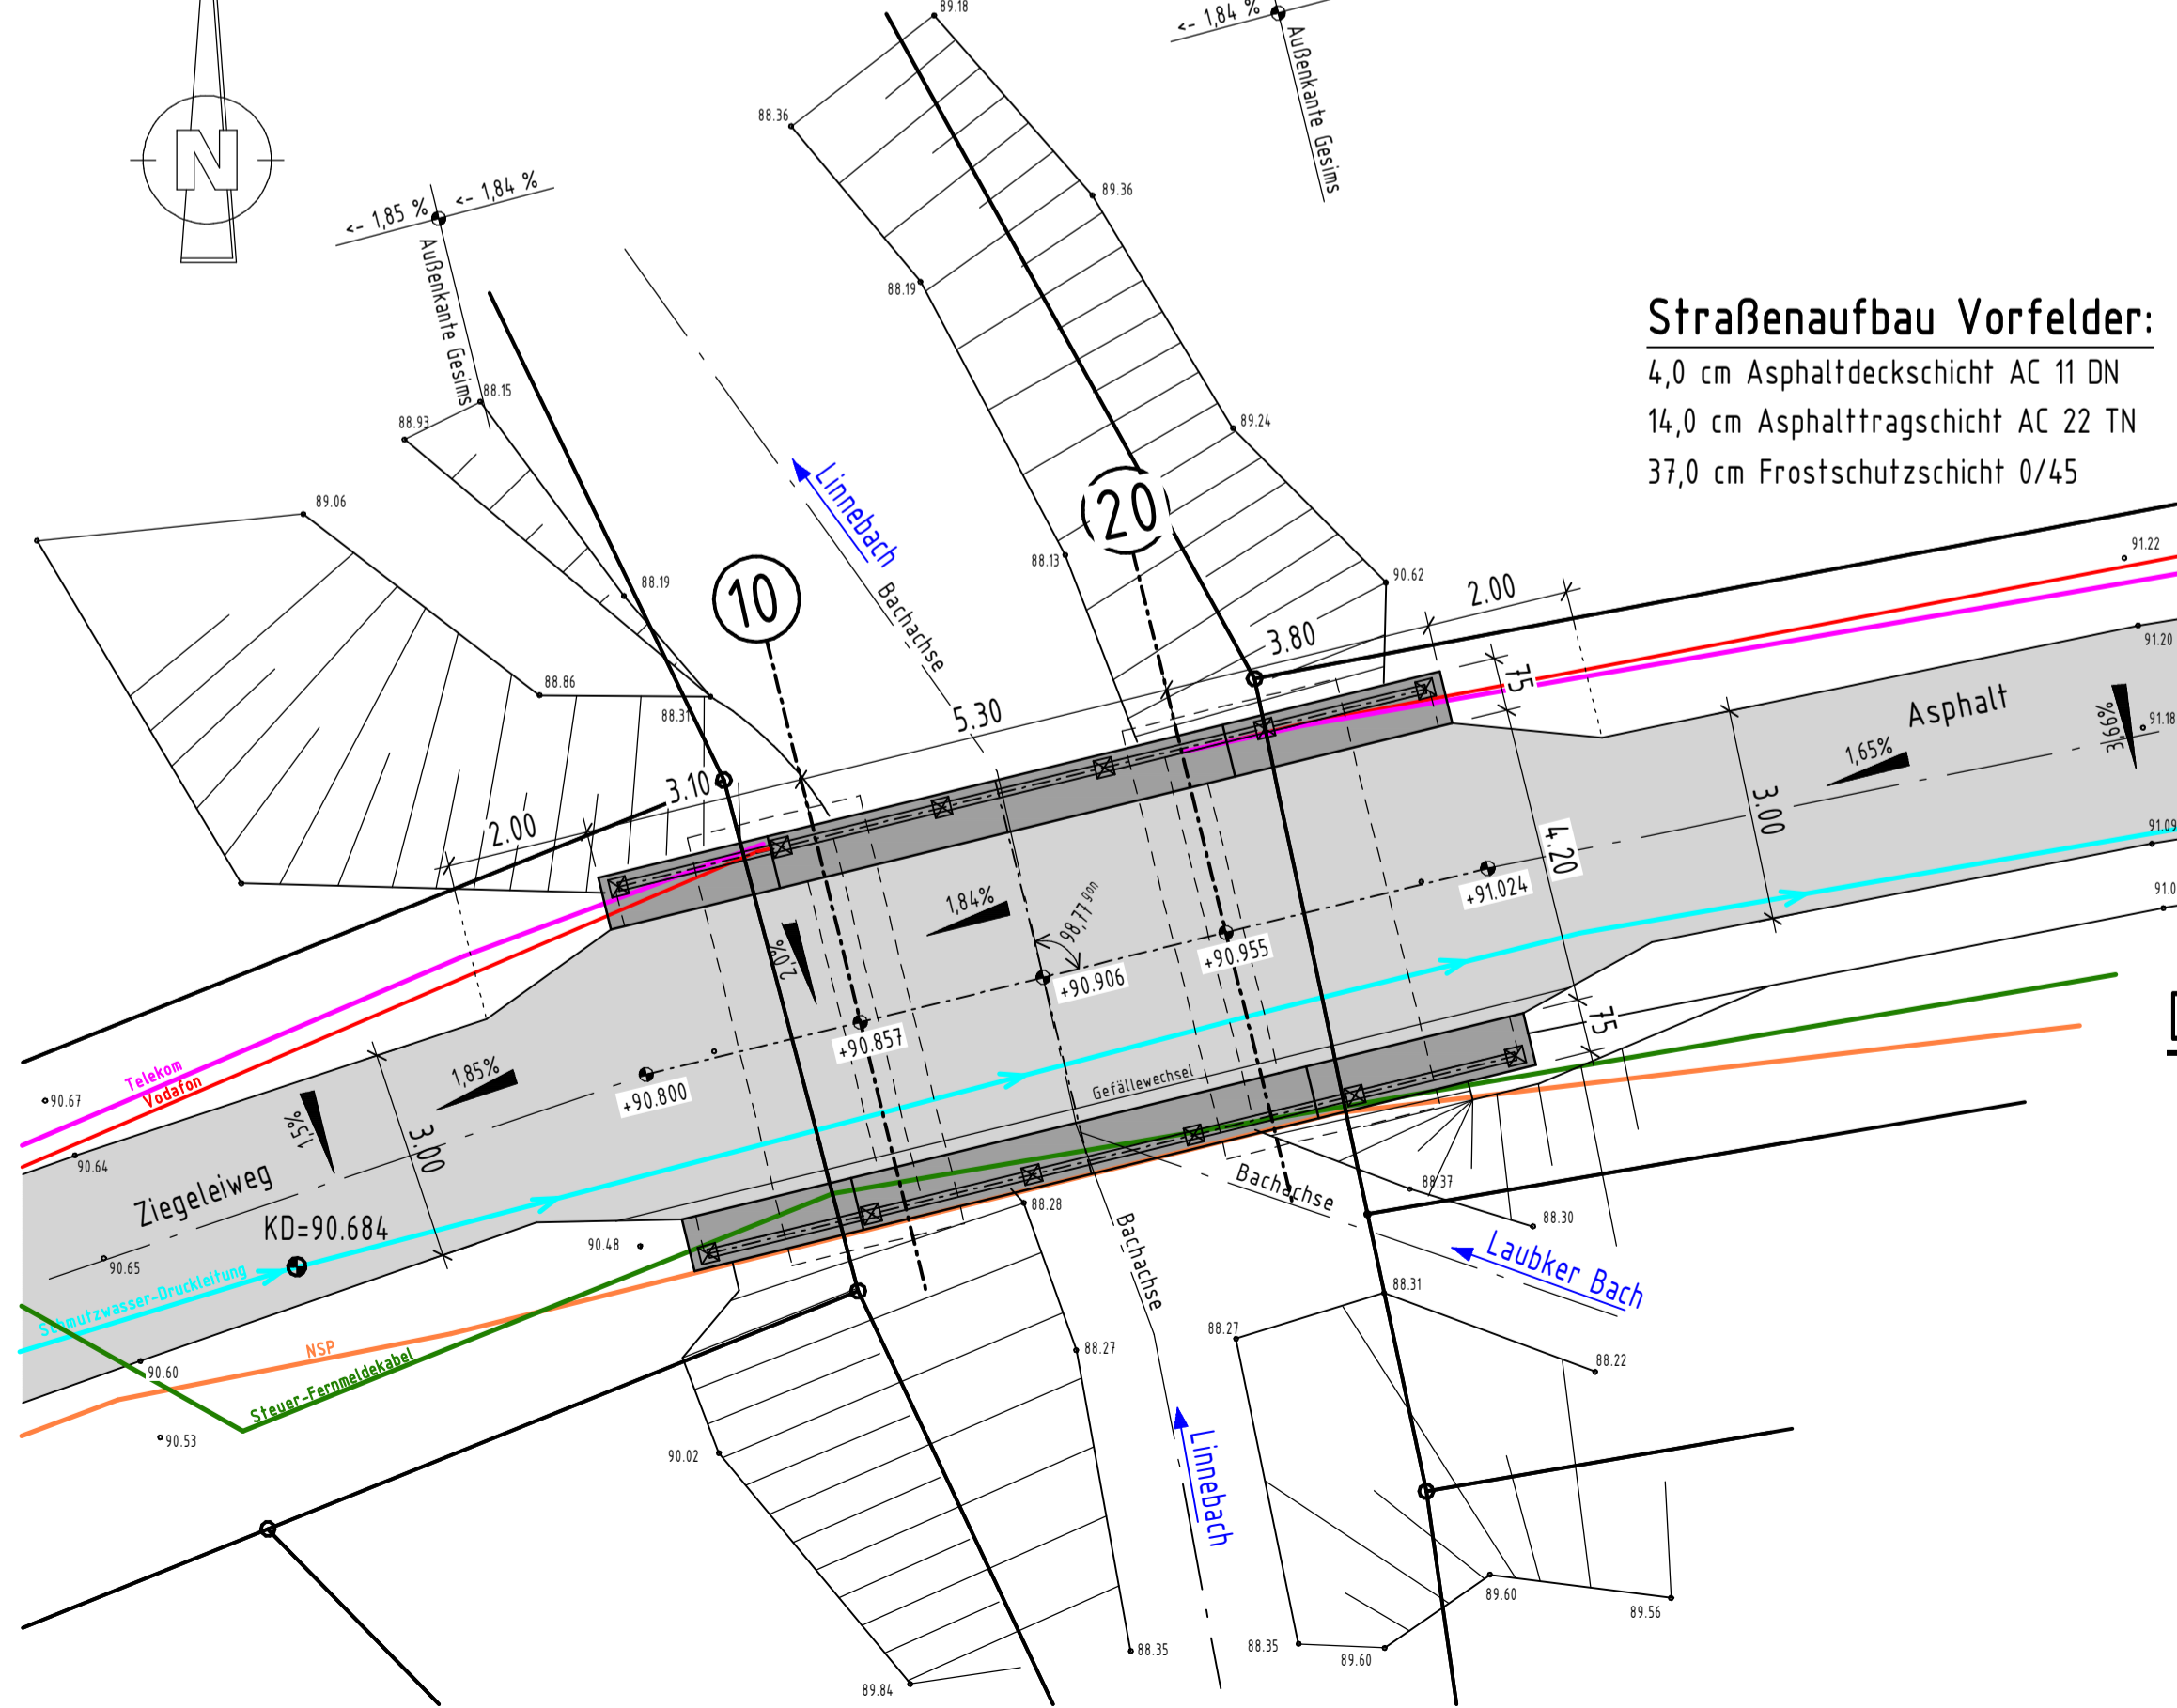 89.18
<- 1,84 %
Außenkante Gesims
N
88.36
<- 1,85 %
<- 1,84 %
Außenkante Gesims
89.36
88.19
Straßenaufbau Vorfelder:
4,0 cm Asphaltdeckschicht AC 11 DN
14,0 cm Asphalttragschicht AC 22 TN
37,0 cm Frostschutzschicht 0/45
88.15
88.93
89.24
Linnebach
20
89.06
88.13
91.22
88.19
10
Bachachse
90.62
2.00
3.80
91.20
88.86
88.31
75
5.30
Asphalt
3,66%
91.18
1,65%
3.10
2.00
3.00
91.09
4.20
1,84%
98,77 gon
+91.024
91.0
2,0%
+90.955
+90.906
75
+90.857
Telekom
Vodafon
90.67
1,85%
+90.800
Gefällewechsel
1,5%
3.00
90.64
Ziegeleiweg
KD=90.684
Bachachse
88.37
88.28
88.30
90.48
90.65
Bachachse
Laubker Bach
Schmutzwasser-Druckleitung
88.31
NSP
88.27
88.27
88.22
90.60
Steuer-Fernmeldekabel
90.53
90.02
Linnebach
89.60
89.56
88.35
88.35
89.60
89.84